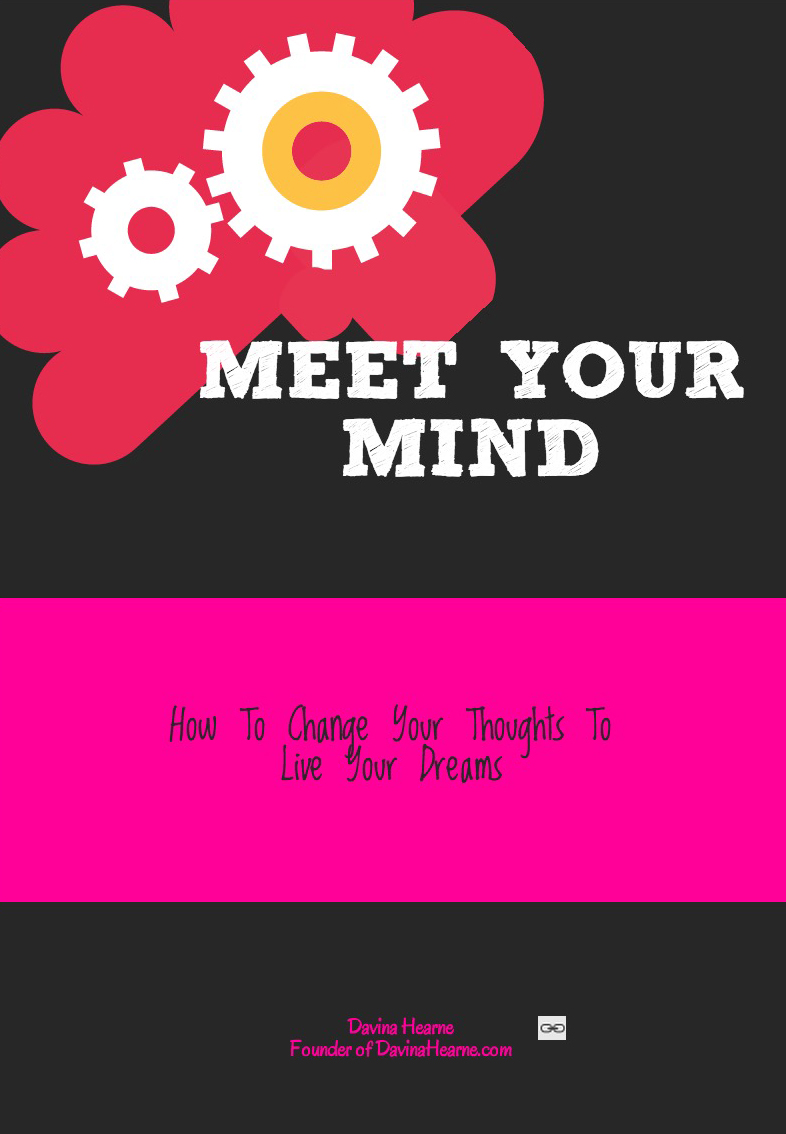 MEET YOUR
MIND
How To Change Your Thoughts To
Live Your Dreams
Davina Hearne
Founder of DavinaHearne.com